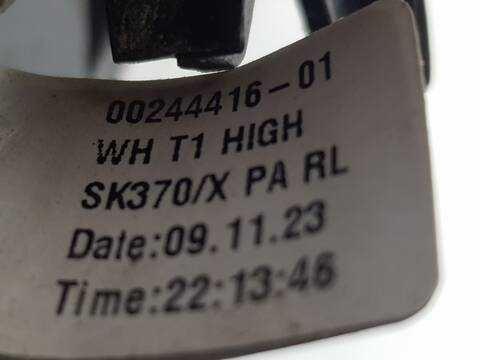 00244416-01
WH T1 HIGH
SK370/X PA RL
Date:09.11.23
Time:22:13:46